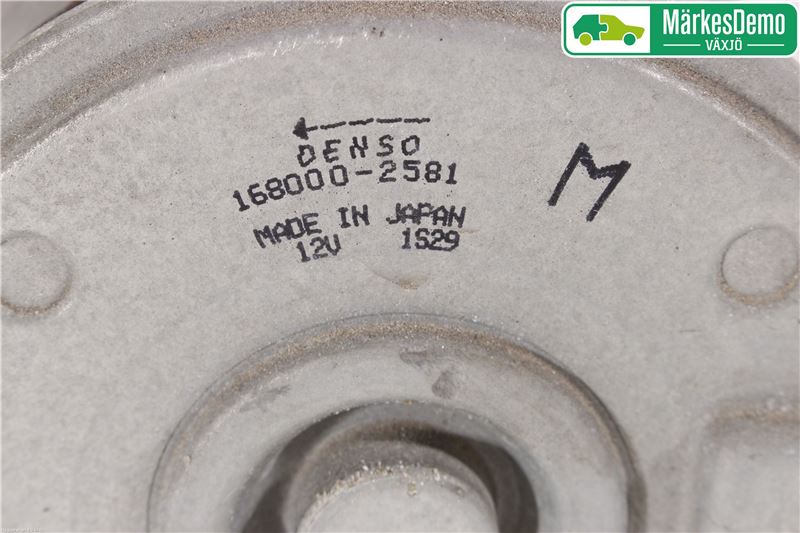 MärkesDemo
VÄXJÖ
DENSO
168000-2581
M
MADE IN JAPAN
12V 1S29